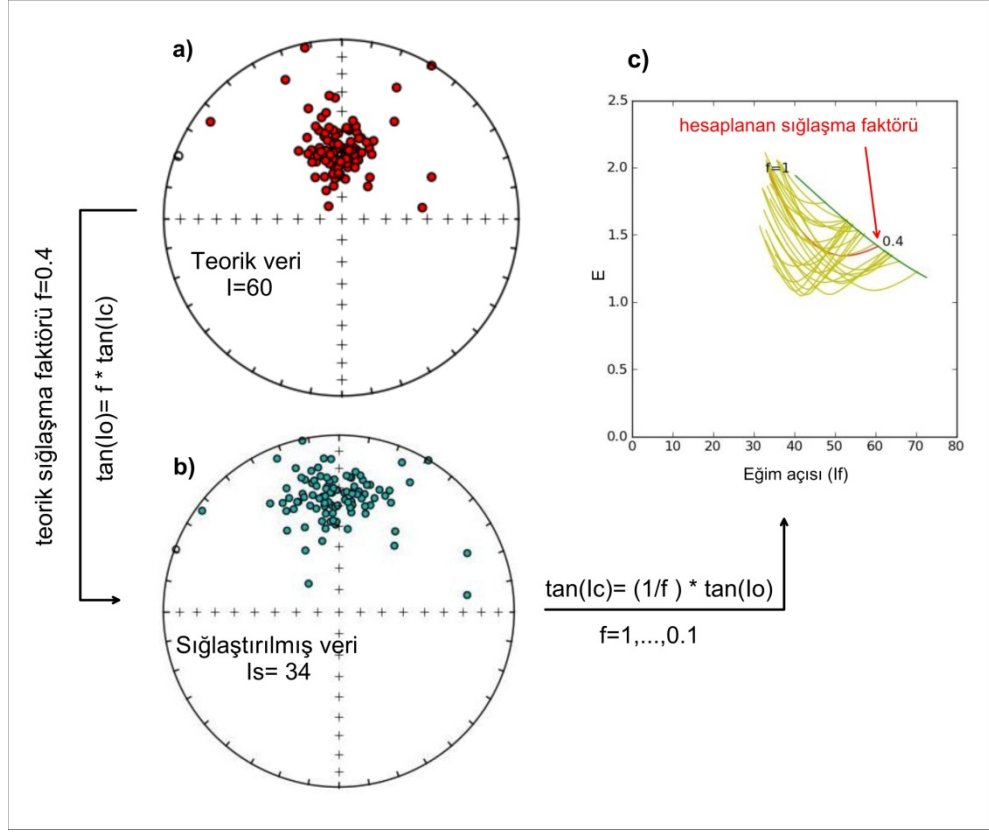 a)
Teorik veri
I=60
teorik sığlaşma faktörü f=0.4
tan(Io)= f * tan(Ic)
b)
Sığlaştırılmış veri
Is= 34
tan(Ic)= (1/f ) * tan(Io)
f=1,...,0.1
c)
hesaplanan sığlaşma faktörü
f=1
0.4
E
2.5
2.0
1.5
1.0
0.5
0.0
0 10 20 30 40 50 60 70 80
Eğim açısı (If)